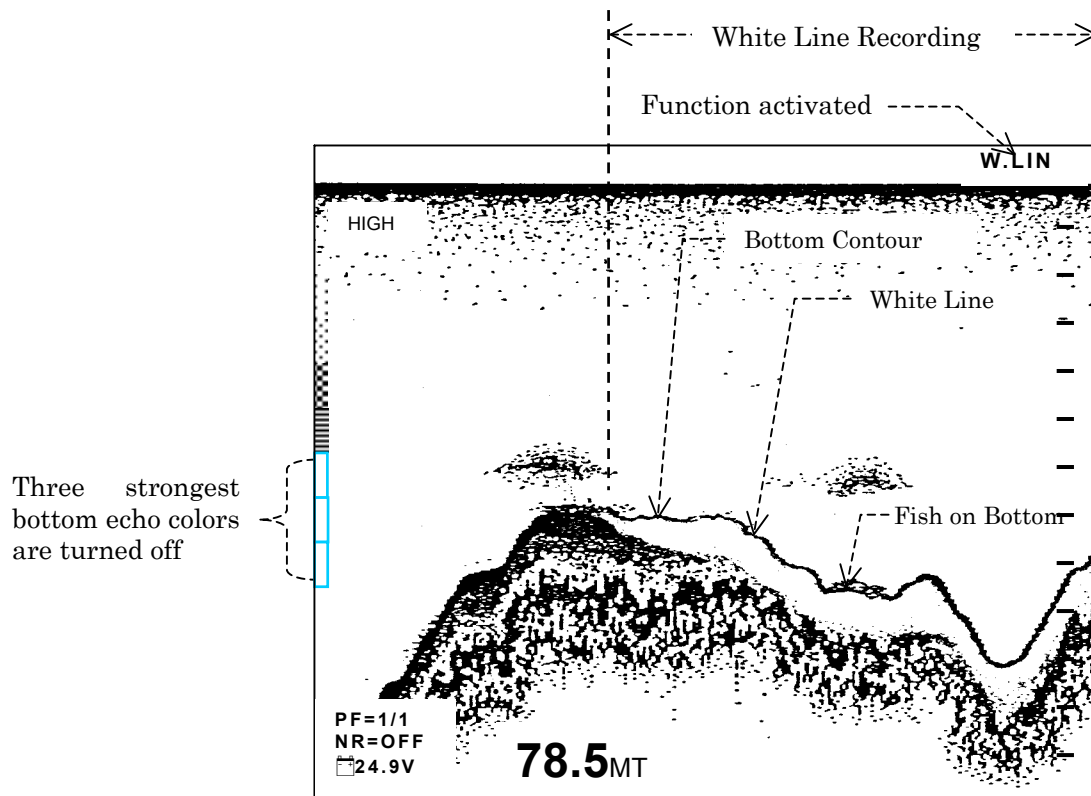 White Line Recording
Function activated
W.LIN
HIGH
Bottom Contour
White Line
Three strongest
bottom echo colors
are turned off
Fish on Bottom
PF=1/1
NR=OFF
24.9V
78.5MT